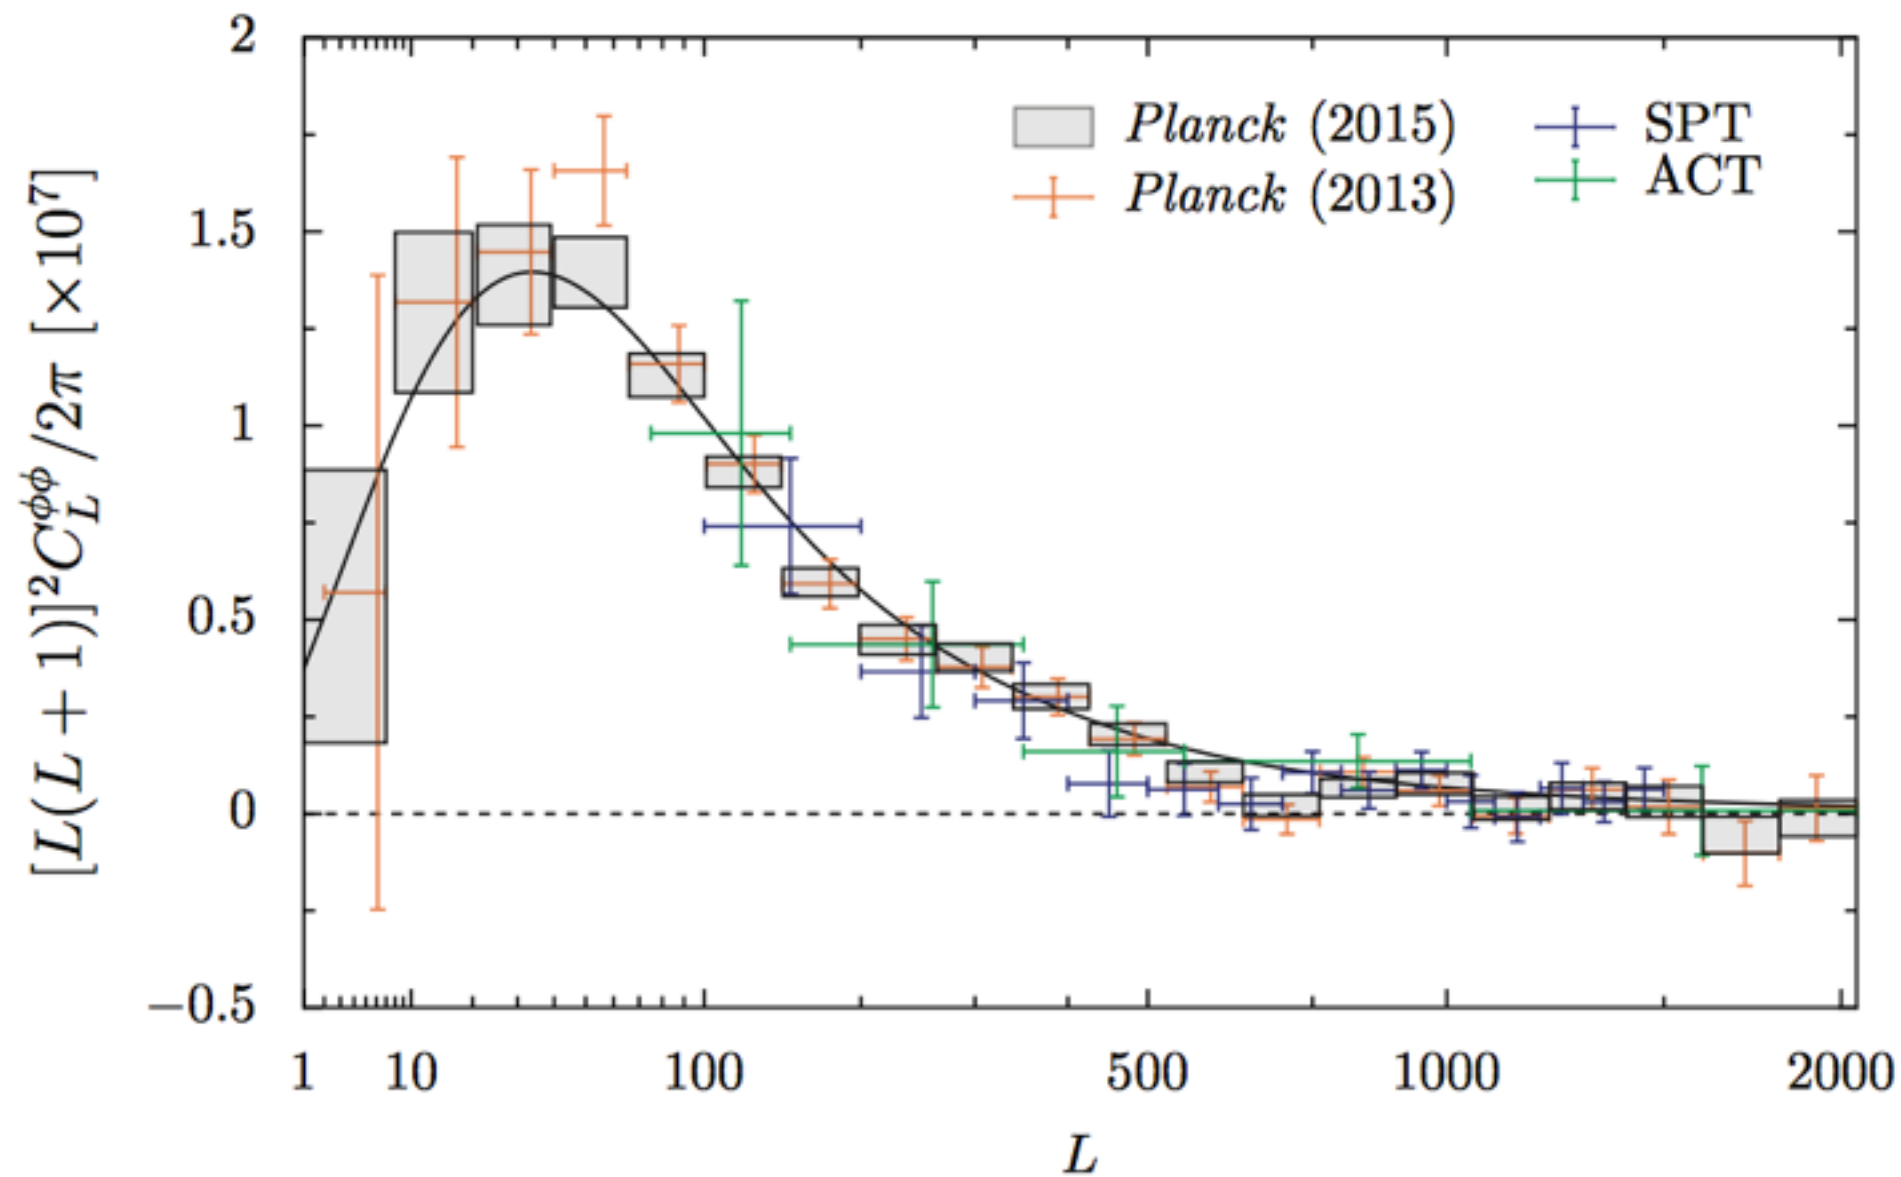 [L(L + 1)]²C_L^{ϕϕ}/2π [×10⁷]
2
1.5
1
0.5
0
−0.5
Planck (2015)
Planck (2013)
SPT
ACT
1 10 100 500 1000 2000
L